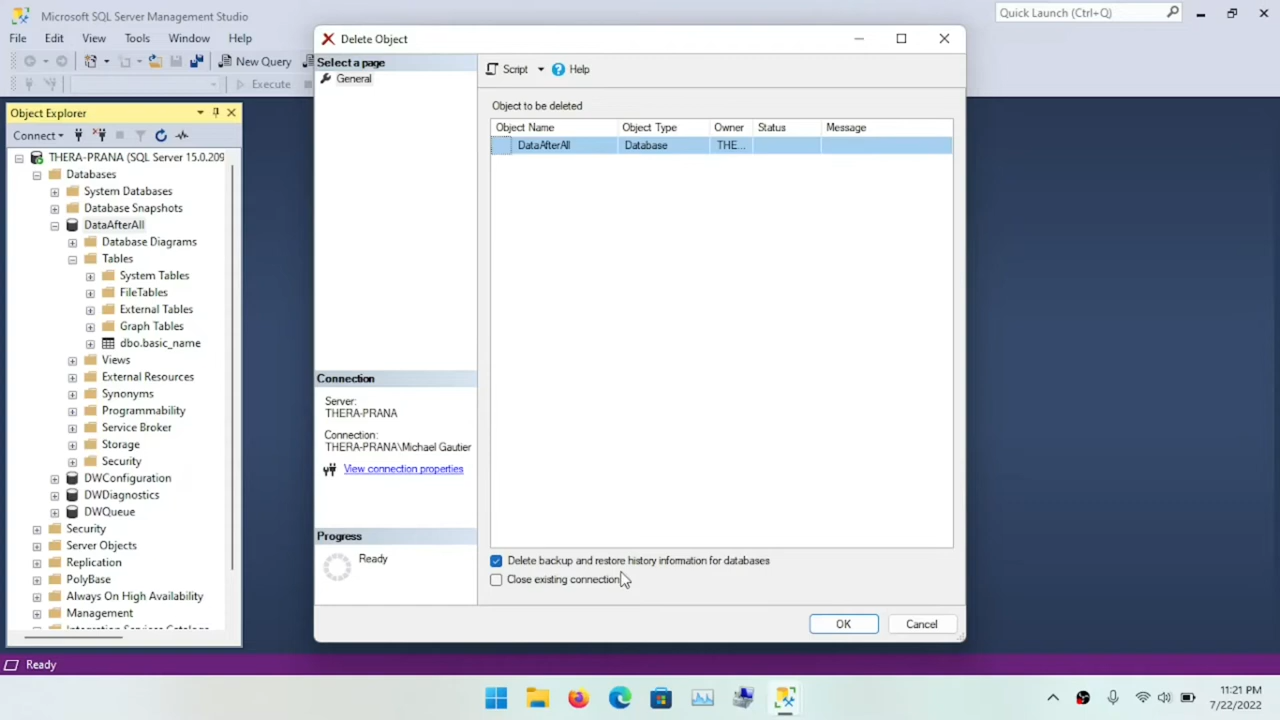 Microsoft SQL Server Management Studio
Quick Launch (Ctrl+Q)
File Edit View Tools Window Help
New Query
Execute
Object Explorer
Connect
THERA-PRANA (SQL Server 15.0.209
Databases
System Databases
Database Snapshots
DataAfterAll
Database Diagrams
Tables
System Tables
FileTables
External Tables
Graph Tables
dbo.basic_name
Views
External Resources
Synonyms
Programmability
Service Broker
Storage
Security
DWConfiguration
DWDiagnostics
DWQueue
Security
Server Objects
Replication
PolyBase
Always On High Availability
Management
Integration Services Catalogs
Delete Object
Select a page
General
Connection
Server:
THERA-PRANA
Connection:
THERA-PRANA\Michael Gautier
View connection properties
Progress
Ready
Script Help
Object to be deleted
Object Name Object Type Owner Status Message
DataAfterAll Database THE...
Delete backup and restore history information for databases
Close existing connection
OK Cancel
Ready
11:21 PM
7/22/2022